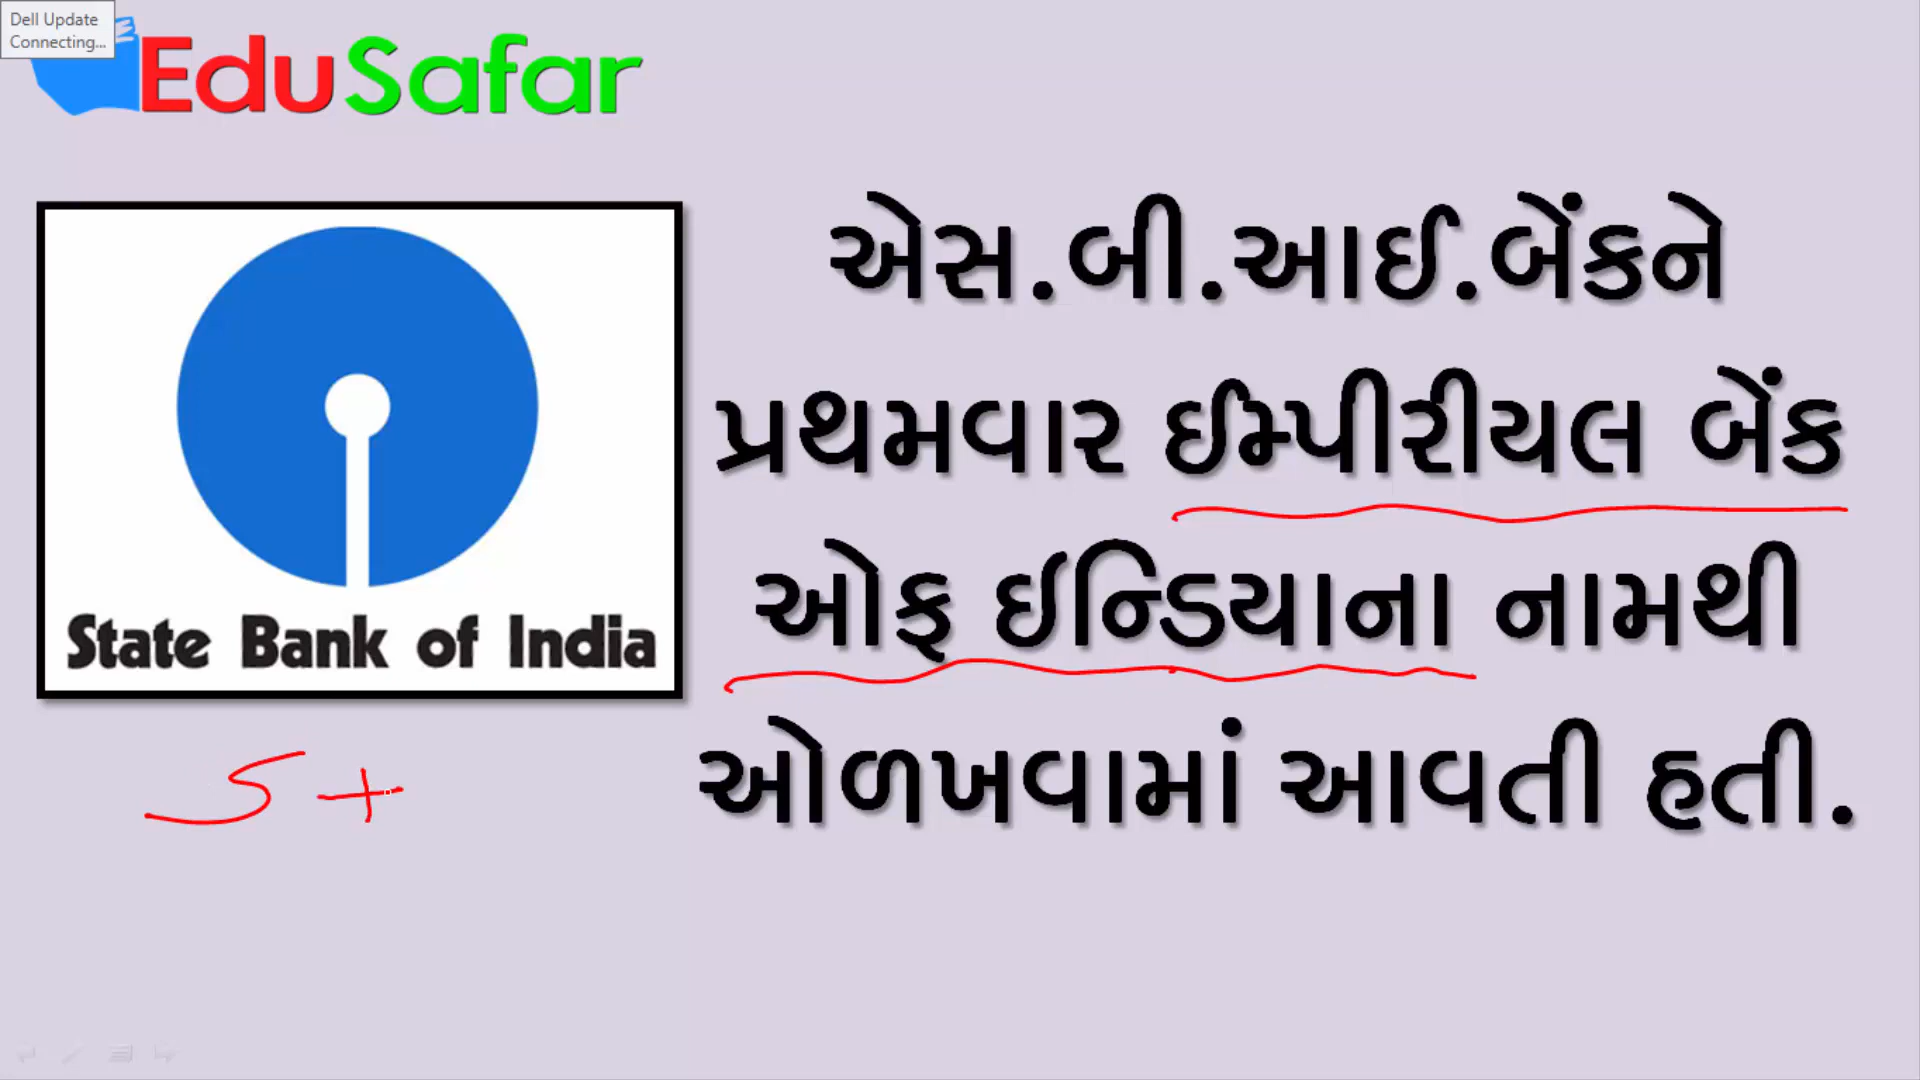 Dell Update
Connecting...
EduSafar
એસ.બી.આઈ.બેંકને
પ્રથમવાર ઈમ્પીરીયલ બેંક
ઓફ ઈન્ડિયાના નામથી
ઓળખવામાં આવતી હતી.
State Bank of India
St